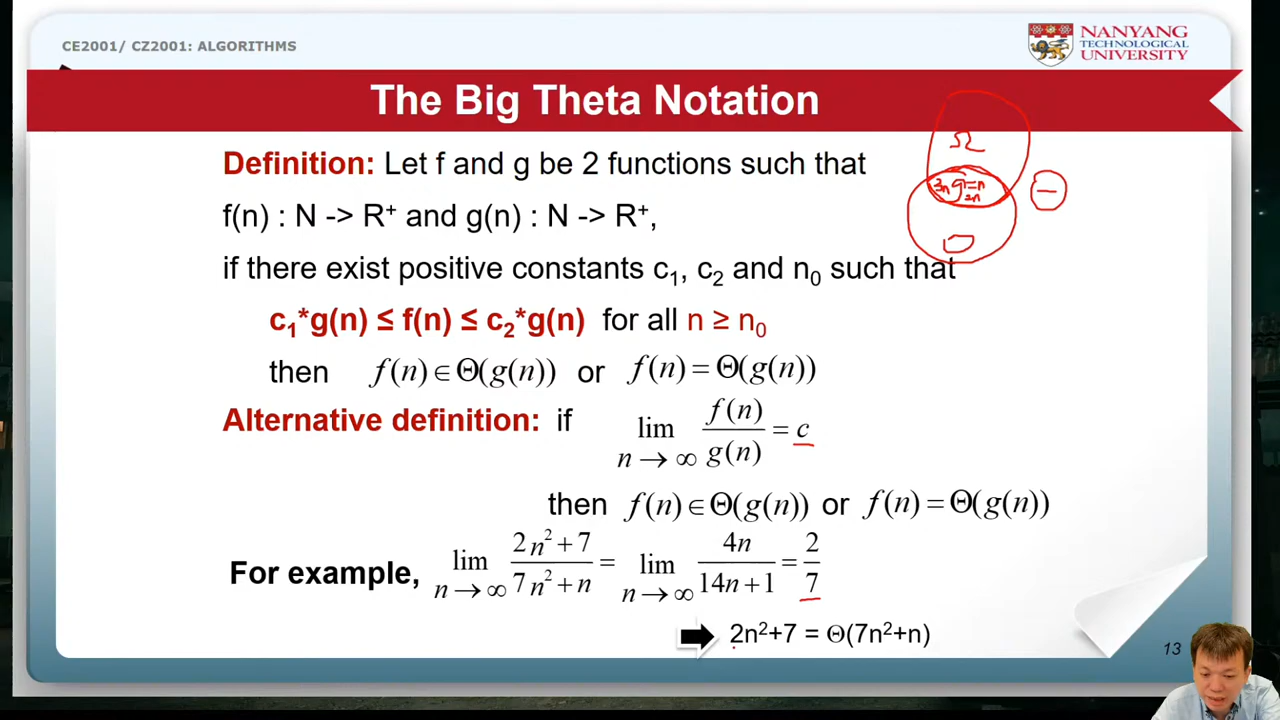 CE2001/ CZ2001: ALGORITHMS
NANYANG
TECHNOLOGICAL
UNIVERSITY
The Big Theta Notation
Ω
3n g=n
2n
Θ
O
Definition: Let f and g be 2 functions such that
f(n) : N -> R⁺ and g(n) : N -> R⁺,
if there exist positive constants c₁, c₂ and n₀ such that
c₁*g(n) ≤ f(n) ≤ c₂*g(n) for all n ≥ n₀
then f(n) ∈ Θ(g(n)) or f(n) = Θ(g(n))
Alternative definition: if lim n → ∞ f(n)/g(n) = c
then f(n) ∈ Θ(g(n)) or f(n) = Θ(g(n))
For example, lim n → ∞ (2n² + 7)/(7n² + n) = lim n → ∞ 4n/(14n + 1) = 2/7
2n²+7 = Θ(7n²+n)
13